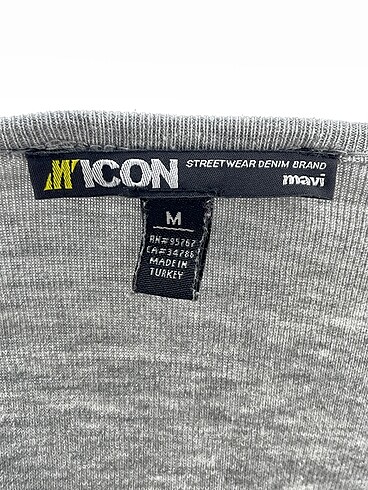 ICON STREETWEAR DENIM BRAND
mavi
M
RN# 95767
CA# 34786
MADE IN
TURKEY